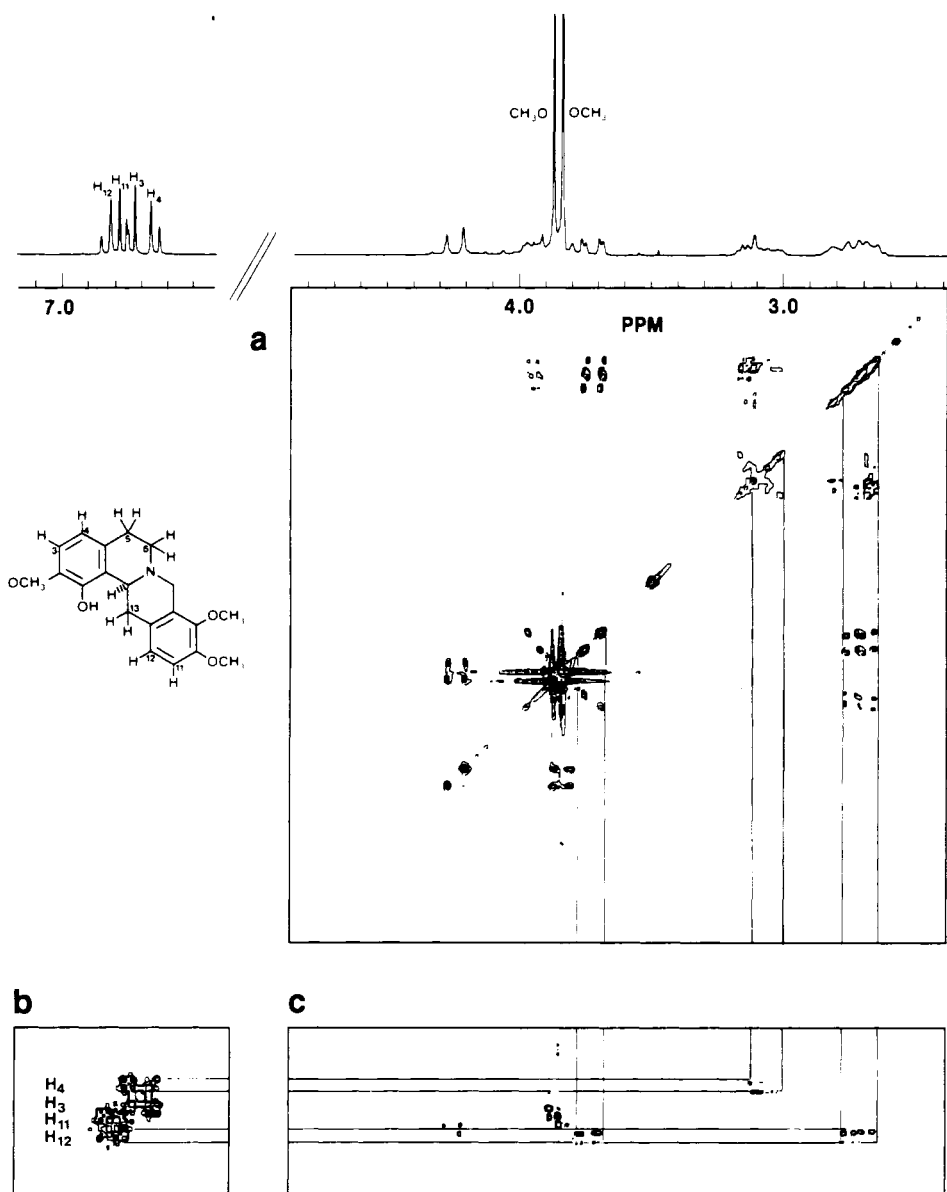 CH₃O OCH₃
H₁₂ H₁₁ H₃ H₄
7.0 4.0 3.0
PPM
a
H H H
H 4 5 H
3 6 H
OCH₃ N
H
OH 13 OCH₃
H H
12
11 OCH₃
H
b c
H₄
H₃
H₁₁
H₁₂